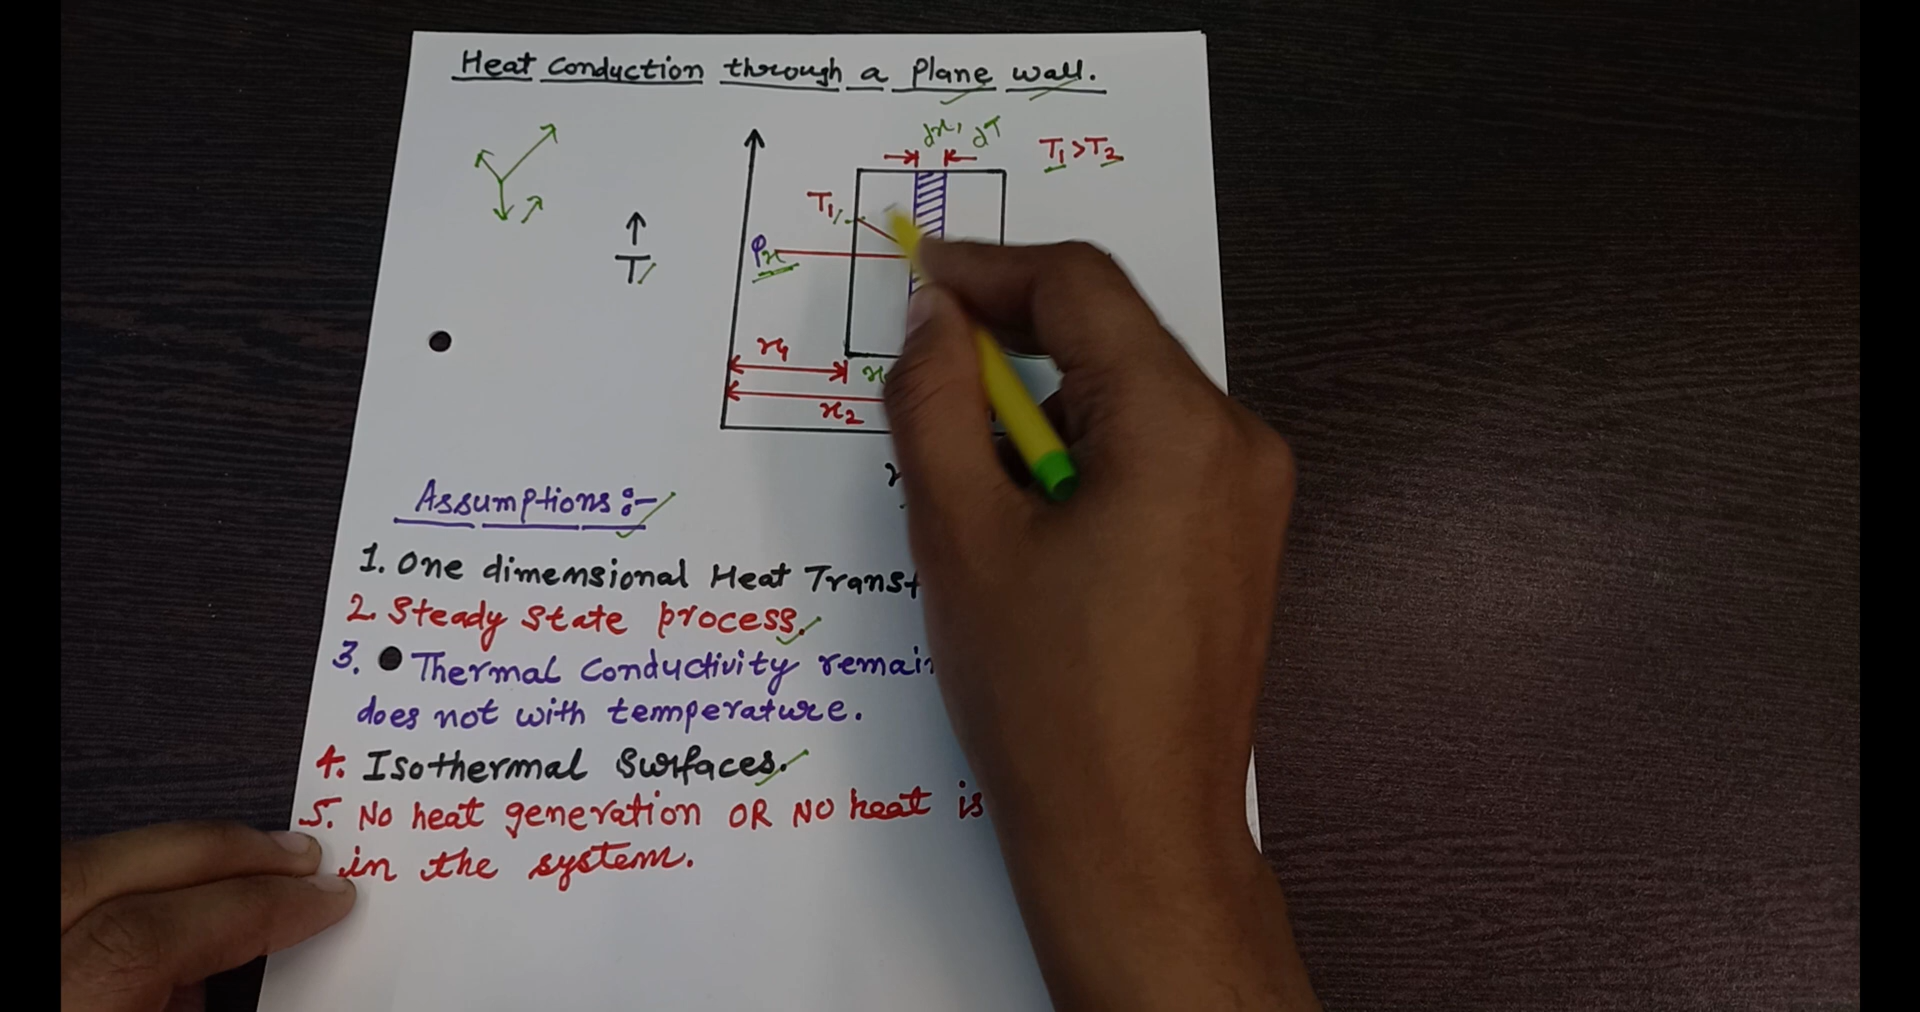 Heat Conduction through a Plane wall.
dx, dT
T1 > T2
T1
T
Qx
x1
x2
Assumptions :-
1. One dimensional Heat Transf
2. Steady State process.
3. Thermal Conductivity remain
does not with temperature.
4. Isothermal Surfaces.
5. No heat generation OR NO heat is
in the system.